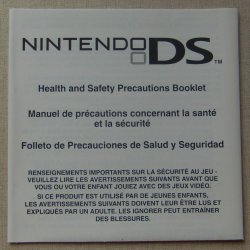 NINTENDO DS™
Health and Safety Precautions Booklet
Manuel de précautions concernant la santé
et la sécurité
Folleto de Precauciones de Salud y Seguridad
RENSEIGNEMENTS IMPORTANTS SUR LA SÉCURITÉ AU JEU -
VEUILLEZ LIRE LES AVERTISSEMENTS SUIVANTS AVANT QUE
VOUS OU VOTRE ENFANT JOUIEZ AVEC DES JEUX VIDÉO.
SI CE PRODUIT EST UTILISÉ PAR DE JEUNES ENFANTS,
LES AVERTISSEMENTS SUIVANTS DOIVENT LEUR ÊTRE LUS ET
EXPLIQUÉS PAR UN ADULTE. LES IGNORER PEUT ENTRAÎNER
DES BLESSURES.